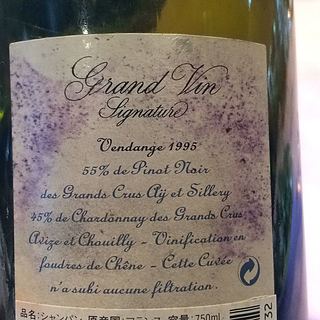 Grand Vin
Signature
Vendange 1995
55% de Pinot Noir
des Grands Crus Aÿ et Sillery
45% de Chardonnay des Grands Crus
Avize et Chouilly - Vinification en
foudres de Chêne - Cette Cuvée
n'a subi aucune filtration.
品名:シャンパン 原産国:フランス 容量:750ml
32